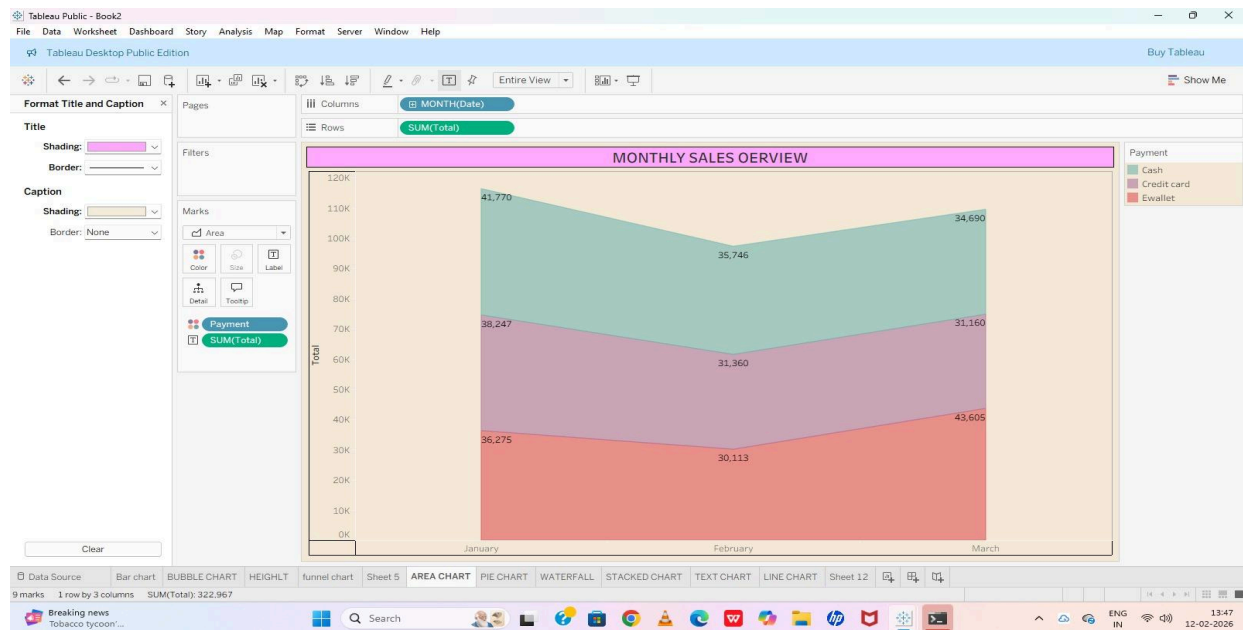 Tableau Public - Book2
File Data Worksheet Dashboard Story Analysis Map Format Server Window Help
Tableau Desktop Public Edition Buy Tableau
Entire View Show Me
Format Title and Caption ×
Title
Shading:
Border:
Caption
Shading:
Border: None
Clear
Pages
Filters
Marks
Area
Color Size Label
Detail Tooltip
Payment
SUM(Total)
Columns MONTH(Date)
Rows SUM(Total)
MONTHLY SALES OERVIEW
120K
110K
100K
90K
80K
70K
60K
50K
40K
30K
20K
10K
0K
Total
41,770 35,746 34,690
38,247 31,360 31,160
36,275 30,113 43,605
January February March
Payment
Cash
Credit card
Ewallet
Data Source Bar chart BUBBLE CHART HEIGHLT funnel chart Sheet 5 AREA CHART PIE CHART WATERFALL STACKED CHART TEXT CHART LINE CHART Sheet 12
9 marks 1 row by 3 columns SUM(Total): 322,967
Breaking news
Tobacco tycoon'...
Search
ENG
IN
13:47
12-02-2026